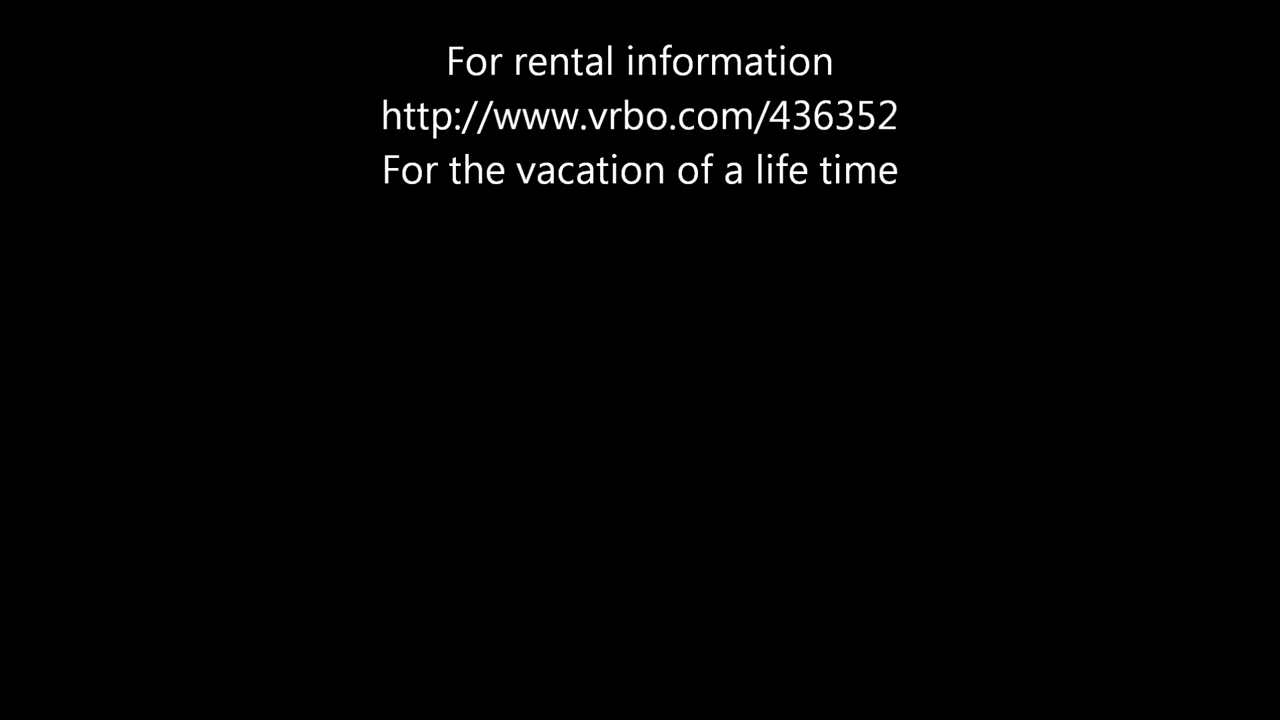 For rental information
http://www.vrbo.com/436352
For the vacation of a life time